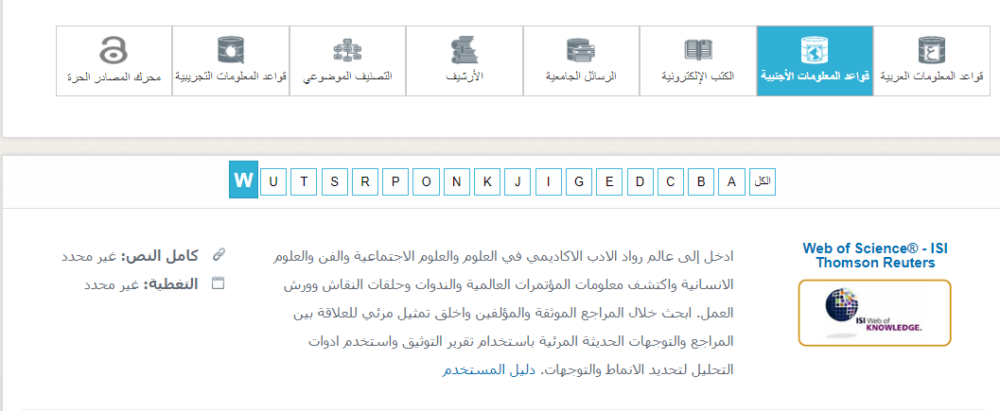 قواعد المعلومات العربية
قواعد المعلومات الأجنبية
الكتب الإلكترونية
الرسائل الجامعية
الأرشيف
التصنيف الموضوعي
قواعد المعلومات التجريبية
محرك المصادر الحرة
الكل A B C D E G I J K N O P R S T U W
Web of Science® - ISI
Thomson Reuters
ISI Web of
KNOWLEDGE.
ادخل إلى عالم رواد الادب الاكاديمي في العلوم والعلوم الاجتماعية والفن والعلوم
الانسانية واكتشف معلومات المؤتمرات العالمية والندوات وحلقات النقاش وورش
العمل. ابحث خلال المراجع الموثقة والمؤلفين واخلق تمثيل مرئي للعلاقة بين
المراجع والتوجهات الحديثة المرئية باستخدام تقرير التوثيق واستخدم ادوات
التحليل لتحديد الانماط والتوجهات. دليل المستخدم
كامل النص: غير محدد
التغطية: غير محدد